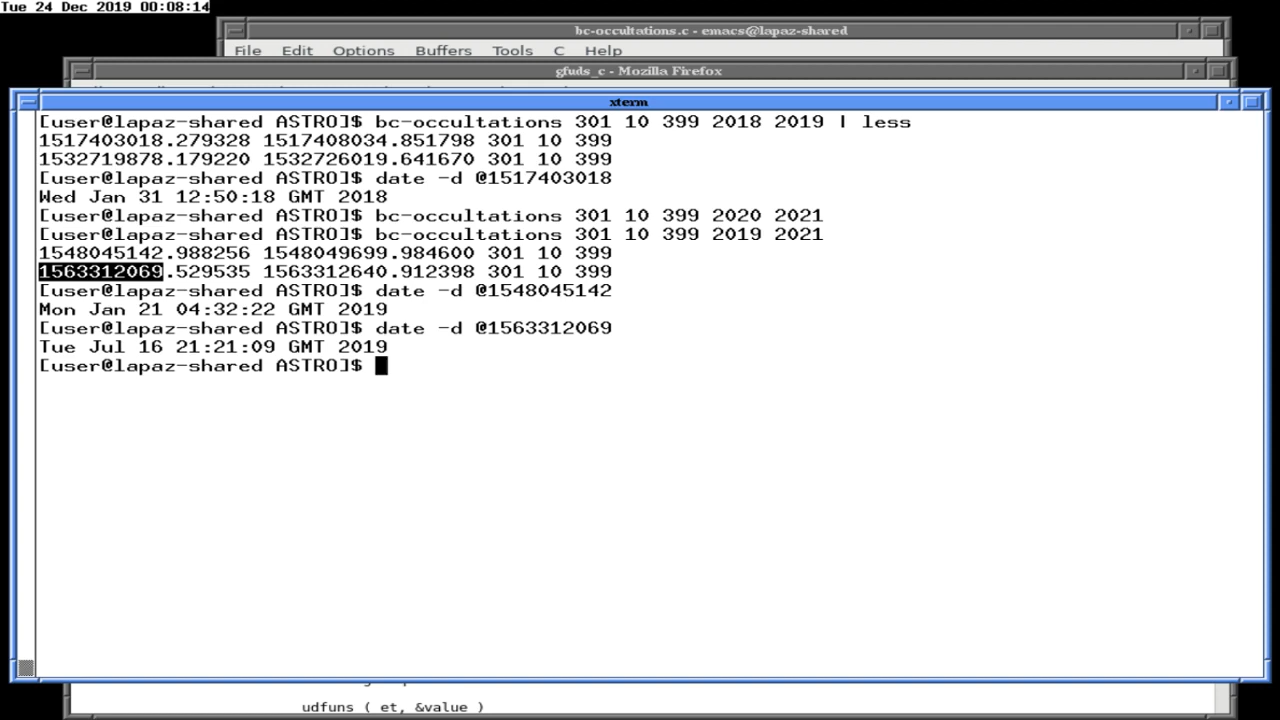 Tue 24 Dec 2019 00:08:14
bc-occultations.c - emacs@lapaz-shared
File Edit Options Buffers Tools C Help
gfuds_c - Mozilla Firefox
xterm
[user@lapaz-shared ASTRO]$ bc-occultations 301 10 399 2018 2019 | less
1517403018.279328 1517408034.851798 301 10 399
1532719878.179220 1532726019.641670 301 10 399
[user@lapaz-shared ASTRO]$ date -d @1517403018
Wed Jan 31 12:50:18 GMT 2018
[user@lapaz-shared ASTRO]$ bc-occultations 301 10 399 2020 2021
[user@lapaz-shared ASTRO]$ bc-occultations 301 10 399 2019 2021
1548045142.988256 1548049699.984600 301 10 399
1563312069.529535 1563312640.912398 301 10 399
[user@lapaz-shared ASTRO]$ date -d @1548045142
Mon Jan 21 04:32:22 GMT 2019
[user@lapaz-shared ASTRO]$ date -d @1563312069
Tue Jul 16 21:21:09 GMT 2019
[user@lapaz-shared ASTRO]$
udfuns ( et, &value )